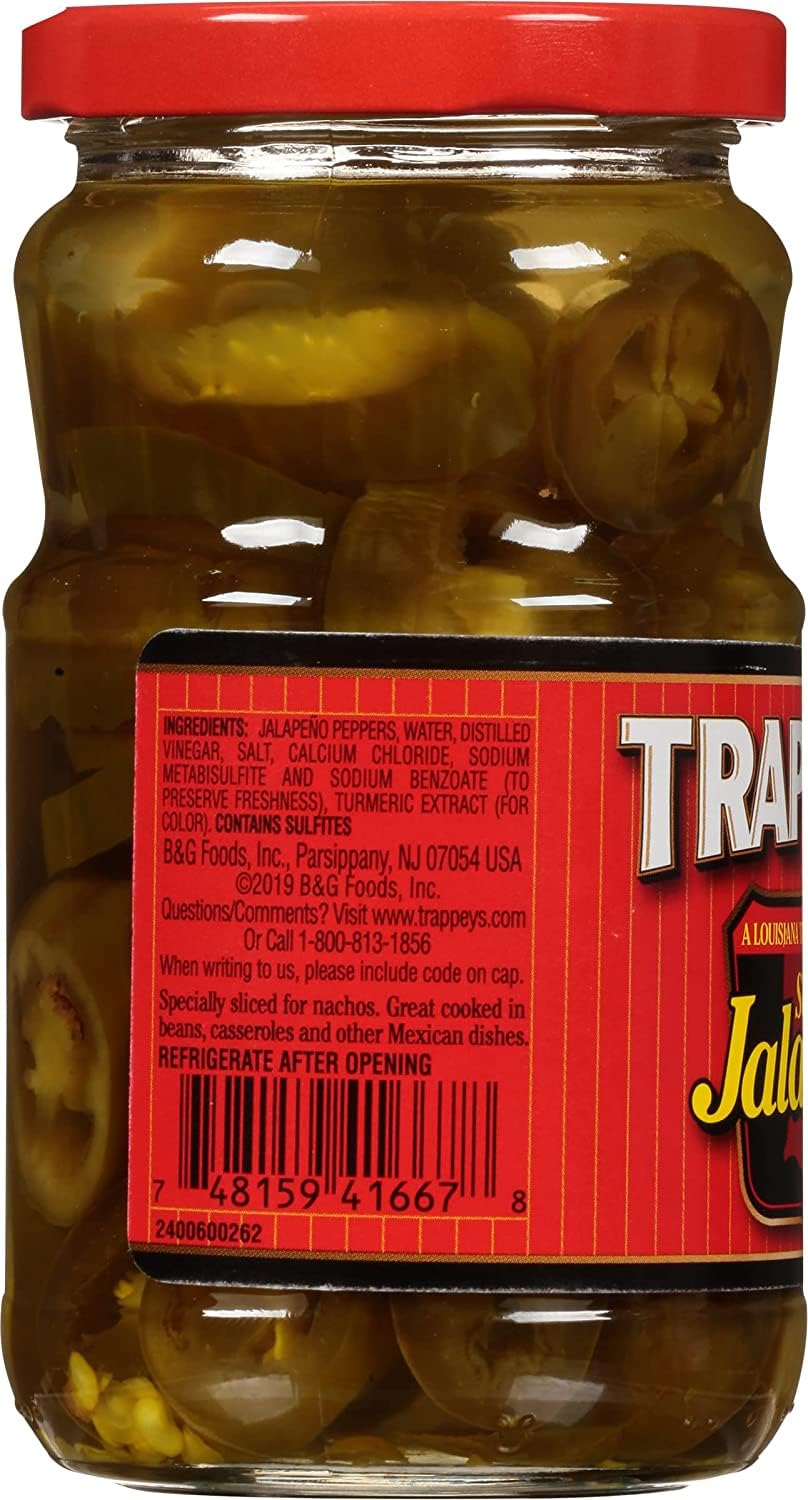 INGREDIENTS: JALAPEÑO PEPPERS, WATER, DISTILLED
VINEGAR, SALT, CALCIUM CHLORIDE, SODIUM
METABISULFITE AND SODIUM BENZOATE (TO
PRESERVE FRESHNESS), TURMERIC EXTRACT (FOR
COLOR). CONTAINS SULFITES
B&G Foods, Inc., Parsippany, NJ 07054 USA
©2019 B&G Foods, Inc.
Questions/Comments? Visit www.trappeys.com
Or Call 1-800-813-1856
When writing to us, please include code on cap.
Specially sliced for nachos. Great cooked in
beans, casseroles and other Mexican dishes.
REFRIGERATE AFTER OPENING
7 48159 41667 8
2400600262
TRAP
A LOUISIANA
Jala